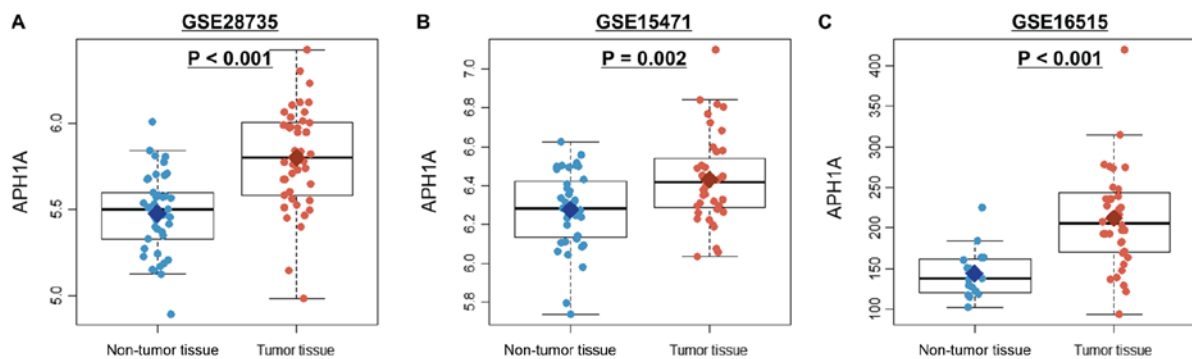 A
GSE28735
P < 0.001
APH1A
6.0
5.5
5.0
Non-tumor tissue
Tumor tissue
B
GSE15471
P = 0.002
APH1A
7.0
6.8
6.6
6.4
6.2
6.0
5.8
Non-tumor tissue
Tumor tissue
C
GSE16515
P < 0.001
APH1A
400
350
300
250
200
150
100
Non-tumor tissue
Tumor tissue